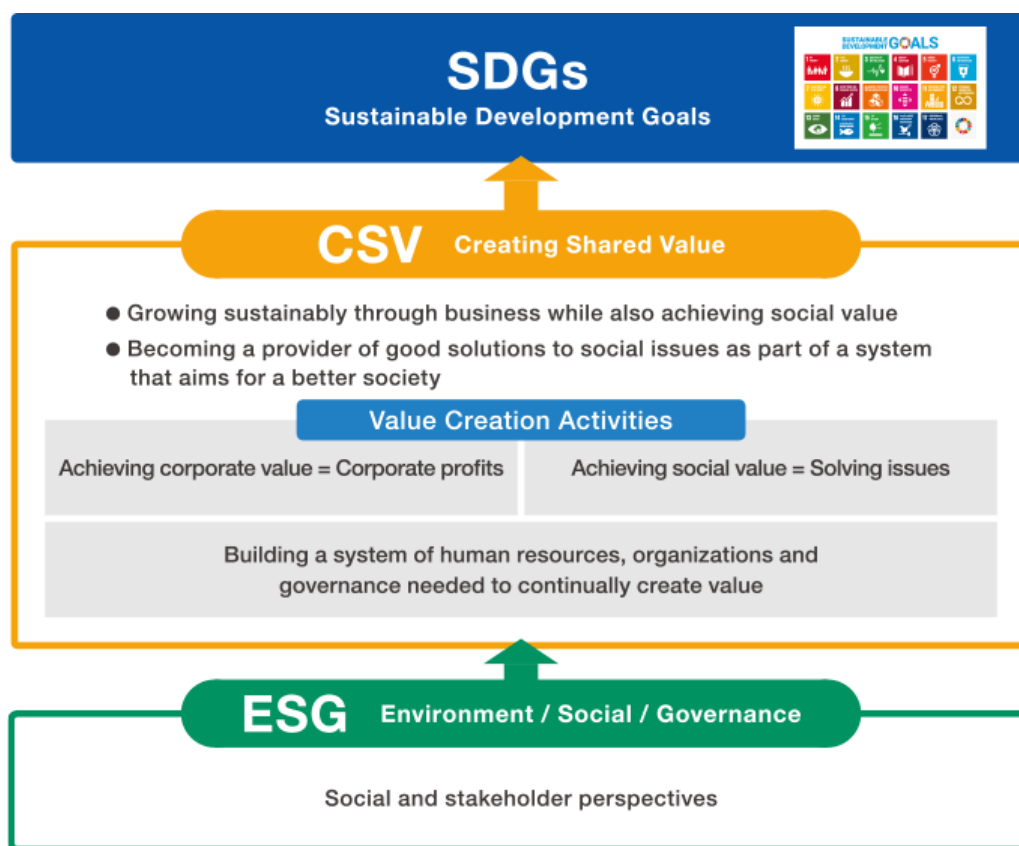 SDGs
Sustainable Development Goals
SUSTAINABLE
DEVELOPMENT GOALS
CSV Creating Shared Value
● Growing sustainably through business while also achieving social value
● Becoming a provider of good solutions to social issues as part of a system
that aims for a better society
Value Creation Activities
Achieving corporate value = Corporate profits
Achieving social value = Solving issues
Building a system of human resources, organizations and
governance needed to continually create value
ESG Environment / Social / Governance
Social and stakeholder perspectives